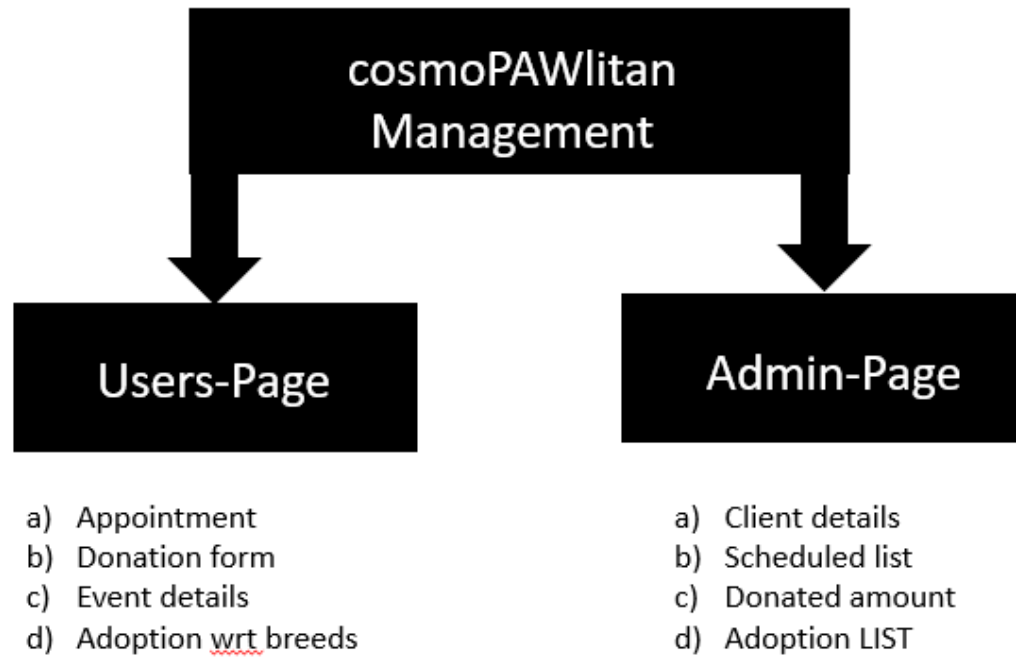 cosmoPAWlitan
Management
Users-Page
Admin-Page
a) Appointment
b) Donation form
c) Event details
d) Adoption wrt breeds
a) Client details
b) Scheduled list
c) Donated amount
d) Adoption LIST